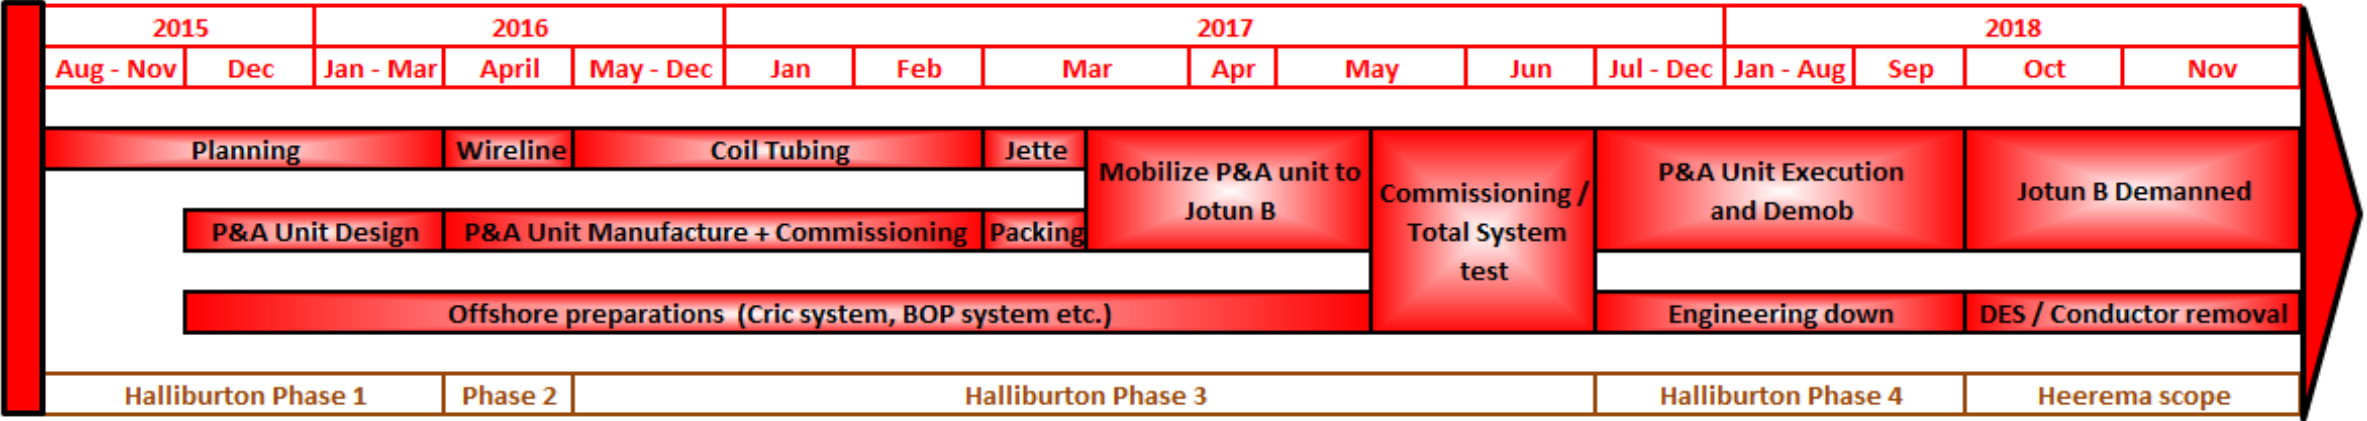 2015 2016 2017 2018
Aug - Nov Dec Jan - Mar April May - Dec Jan Feb Mar Apr May Jun Jul - Dec Jan - Aug Sep Oct Nov
Planning Wireline Coil Tubing Jette
Mobilize P&A unit to
Jotun B
Commissioning /
Total System
test
P&A Unit Execution
and Demob
Jotun B Demanned
P&A Unit Design P&A Unit Manufacture + Commissioning Packing
Offshore preparations (Cric system, BOP system etc.)
Engineering down DES / Conductor removal
Halliburton Phase 1 Phase 2 Halliburton Phase 3 Halliburton Phase 4 Heerema scope